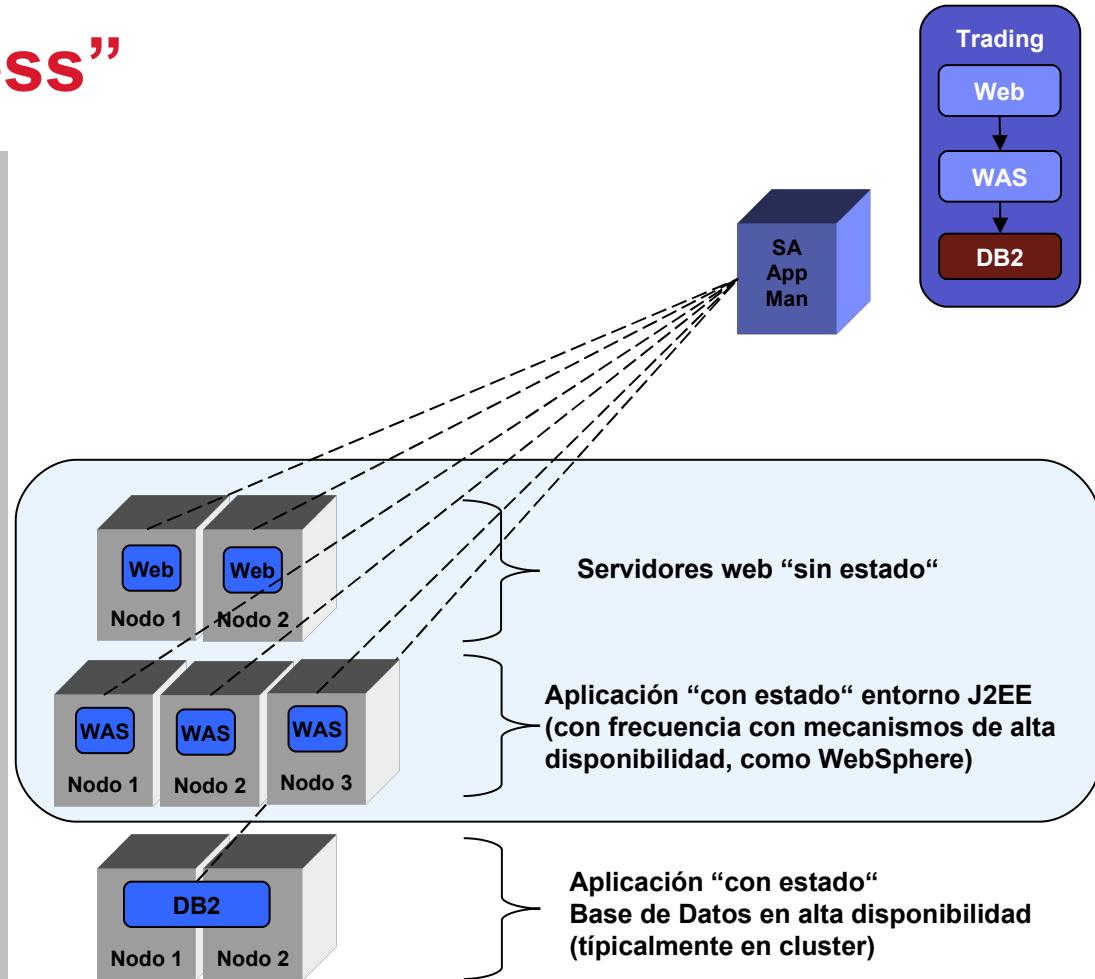 ss”
Trading
Web
WAS
DB2
SA
App
Man
Web
Nodo 1
Web
Nodo 2
Servidores web “sin estado“
WAS
Nodo 1
WAS
Nodo 2
WAS
Nodo 3
Aplicación “con estado“ entorno J2EE
(con frecuencia con mecanismos de alta
disponibilidad, como WebSphere)
DB2
Nodo 1
Nodo 2
Aplicación “con estado“
Base de Datos en alta disponibilidad
(típicamente en cluster)